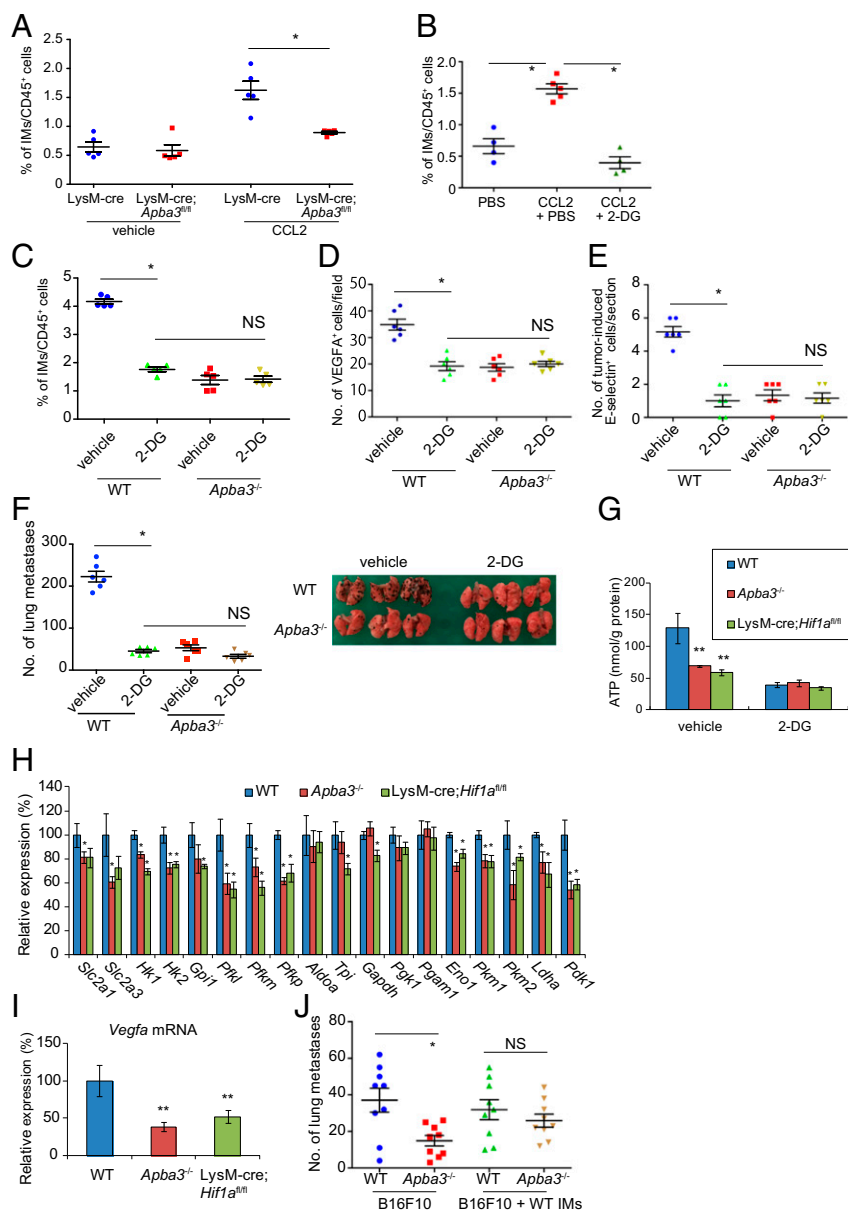 A
% of IMs/CD45⁺ cells
2.5
2.0
1.5
1.0
0.5
0
*
LysM-cre
LysM-cre;
Apba3fl/fl
LysM-cre
LysM-cre;
Apba3fl/fl
vehicle
CCL2
B
% of IMs/CD45⁺ cells
2.0
1.5
1.0
0.5
0
*
*
PBS
CCL2
+ PBS
CCL2
+ 2-DG
C
% of IMs/CD45⁺ cells
6
4
2
0
*
NS
vehicle
2-DG
vehicle
2-DG
WT
Apba3-/-
D
No. of VEGFA⁺ cells/field
50
40
30
20
10
0
*
NS
vehicle
2-DG
vehicle
2-DG
WT
Apba3-/-
E
No. of tumor-induced
E-selectin⁺ cells/section
8
6
4
2
0
*
NS
vehicle
2-DG
vehicle
2-DG
WT
Apba3-/-
F
No. of lung metastases
300
200
100
0
*
NS
vehicle
2-DG
vehicle
2-DG
WT
Apba3-/-
vehicle
2-DG
WT
Apba3-/-
G
WT
Apba3-/-
LysM-cre;Hif1afl/fl
ATP (nmol/g protein)
200
150
100
50
0
**
**
vehicle
2-DG
H
WT
Apba3-/-
LysM-cre;Hif1afl/fl
Relative expression (%)
140
120
100
80
60
40
20
0
* * * * * * * * * * * * * * * * * * * * * * * *
Slc2a1
Slc2a3
Hk1
Hk2
Gpi1
Pfkl
Pfkm
Pfkp
Aldoa
Tpi
Gapdh
Pgk1
Pgam1
Eno1
Pkm1
Pkm2
Ldha
Pdk1
I
Vegfa mRNA
Relative expression (%)
150
100
50
0
**
**
WT
Apba3-/-
LysM-cre;
Hif1afl/fl
J
No. of lung metastases
80
60
40
20
0
*
NS
WT
Apba3-/-
WT
Apba3-/-
B16F10
B16F10 + WT IMs